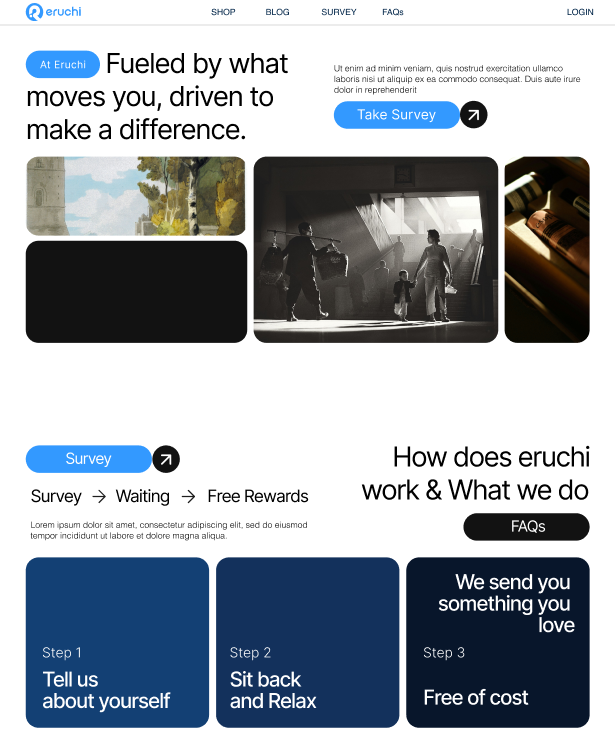 eruchi
SHOP
BLOG
SURVEY
FAQs
LOGIN
At Eruchi
Fueled by what
moves you, driven to
make a difference.
Ut enim ad minim veniam, quis nostrud exercitation ullamco
laboris nisi ut aliquip ex ea commodo consequat. Duis aute irure
dolor in reprehenderit
Take Survey
Survey
Survey → Waiting → Free Rewards
Lorem ipsum dolor sit amet, consectetur adipiscing elit, sed do eiusmod
tempor incididunt ut labore et dolore magna aliqua.
How does eruchi
work & What we do
FAQs
Step 1
Tell us
about yourself
Step 2
Sit back
and Relax
We send you
something you
love
Step 3
Free of cost